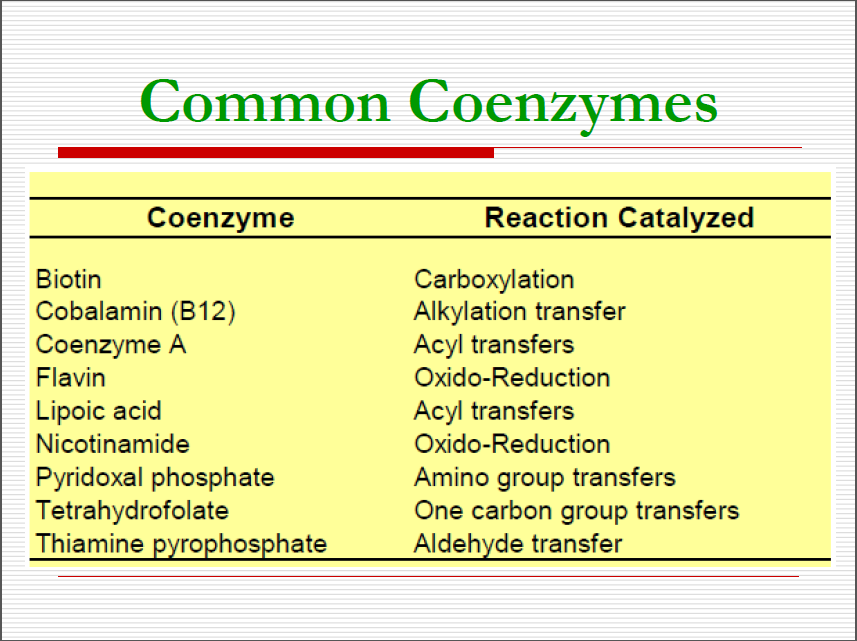 Common Coenzymes
Coenzyme Reaction Catalyzed
Biotin Carboxylation
Cobalamin (B12) Alkylation transfer
Coenzyme A Acyl transfers
Flavin Oxido-Reduction
Lipoic acid Acyl transfers
Nicotinamide Oxido-Reduction
Pyridoxal phosphate Amino group transfers
Tetrahydrofolate One carbon group transfers
Thiamine pyrophosphate Aldehyde transfer